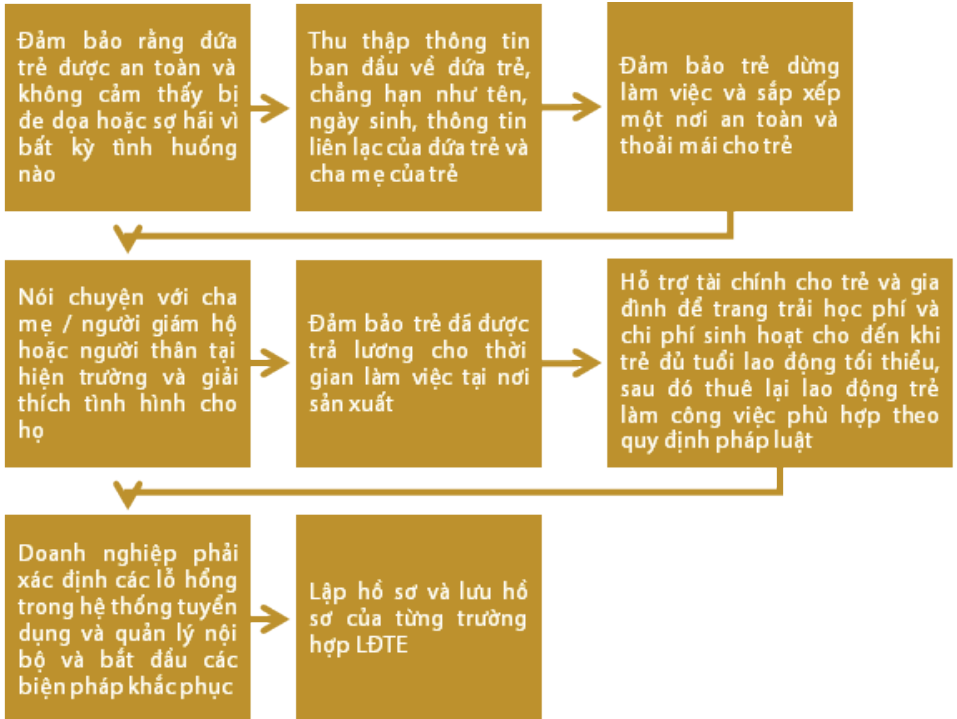 Đảm bảo rằng đứa
trẻ được an toàn và
không cảm thấy bị
đe dọa hoặc sợ hãi vì
bất kỳ tình huống
nào
Thu thập thông tin
ban đầu về đứa trẻ,
chẳng hạn như tên,
ngày sinh, thông tin
liên lạc của đứa trẻ và
cha mẹ của trẻ
Đảm bảo trẻ dừng
làm việc và sắp xếp
một nơi an toàn và
thoải mái cho trẻ
Nói chuyện với cha
mẹ / người giám hộ
hoặc người thân tại
hiện trường và giải
thích tình hình cho
họ
Đảm bảo trẻ đã được
trả lương cho thời
gian làm việc tại nơi
sản xuất
Hỗ trợ tài chính cho trẻ và gia
đình để trang trải học phí và
chi phí sinh hoạt cho đến khi
trẻ đủ tuổi lao động tối thiểu,
sau đó thuê lại lao động trẻ
làm công việc phù hợp theo
quy định pháp luật
Doanh nghiệp phải
xác định các lỗ hổng
trong hệ thống tuyển
dụng và quản lý nội
bộ và bắt đầu các
biện pháp khắc phục
Lập hồ sơ và lưu hồ
sơ của từng trường
hợp LĐTE